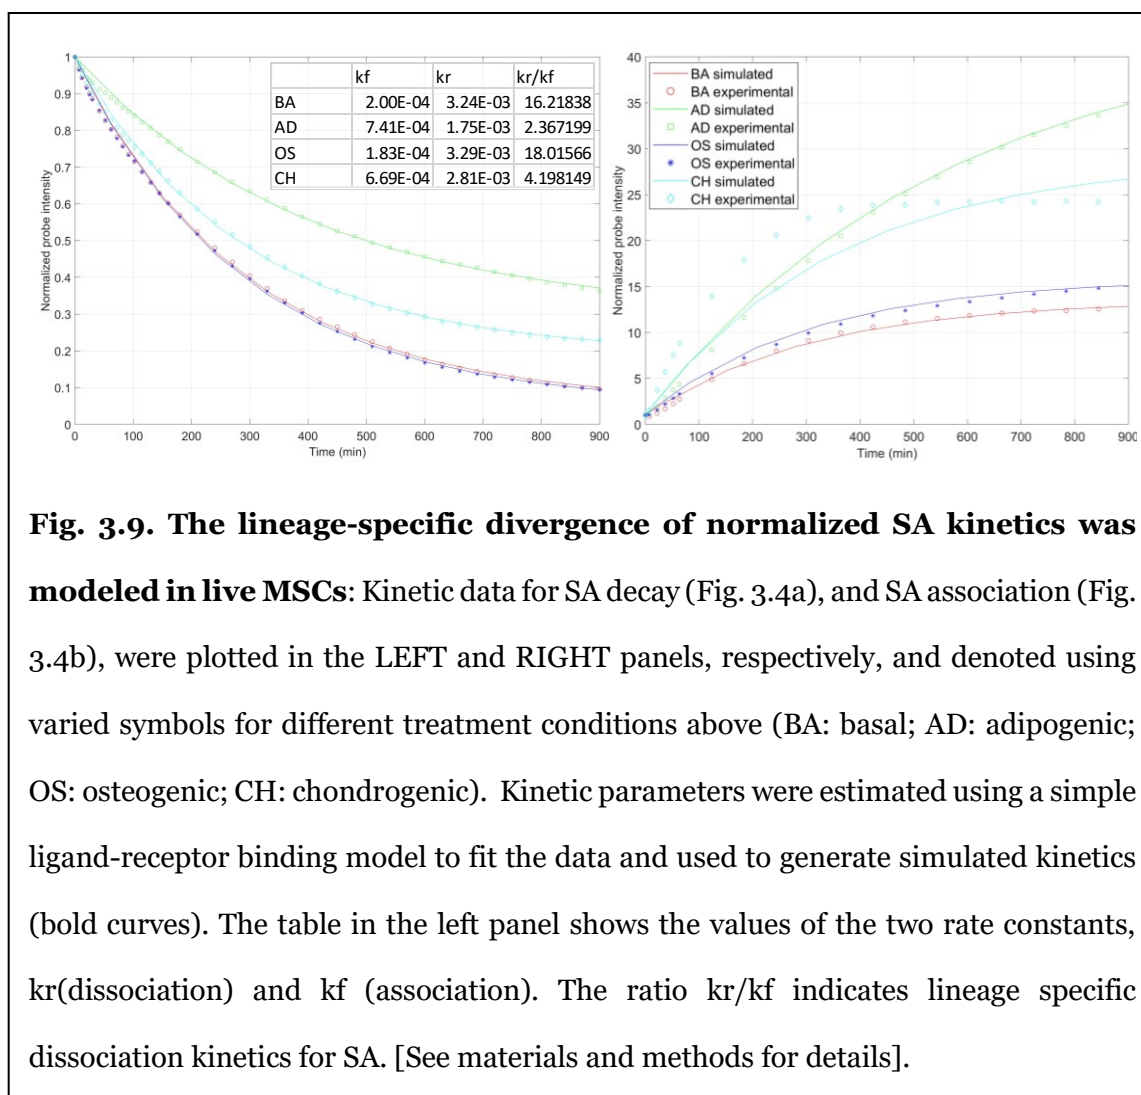 kf kr kr/kf
BA 2.00E-04 3.24E-03 16.21838
AD 7.41E-04 1.75E-03 2.367199
OS 1.83E-04 3.29E-03 18.01566
CH 6.69E-04 2.81E-03 4.198149
1
0.9
0.8
0.7
0.6
0.5
0.4
0.3
0.2
0.1
0
Normalized probe intensity
0 100 200 300 400 500 600 700 800 900
Time (min)
BA simulated
BA experimental
AD simulated
AD experimental
OS simulated
OS experimental
CH simulated
CH experimental
40
35
30
25
20
15
10
5
0
Normalized probe intensity
0 100 200 300 400 500 600 700 800 900
Time (min)
Fig. 3.9. The lineage-specific divergence of normalized SA kinetics was
modeled in live MSCs: Kinetic data for SA decay (Fig. 3.4a), and SA association (Fig.
3.4b), were plotted in the LEFT and RIGHT panels, respectively, and denoted using
varied symbols for different treatment conditions above (BA: basal; AD: adipogenic;
OS: osteogenic; CH: chondrogenic). Kinetic parameters were estimated using a simple
ligand-receptor binding model to fit the data and used to generate simulated kinetics
(bold curves). The table in the left panel shows the values of the two rate constants,
kr(dissociation) and kf (association). The ratio kr/kf indicates lineage specific
dissociation kinetics for SA. [See materials and methods for details].